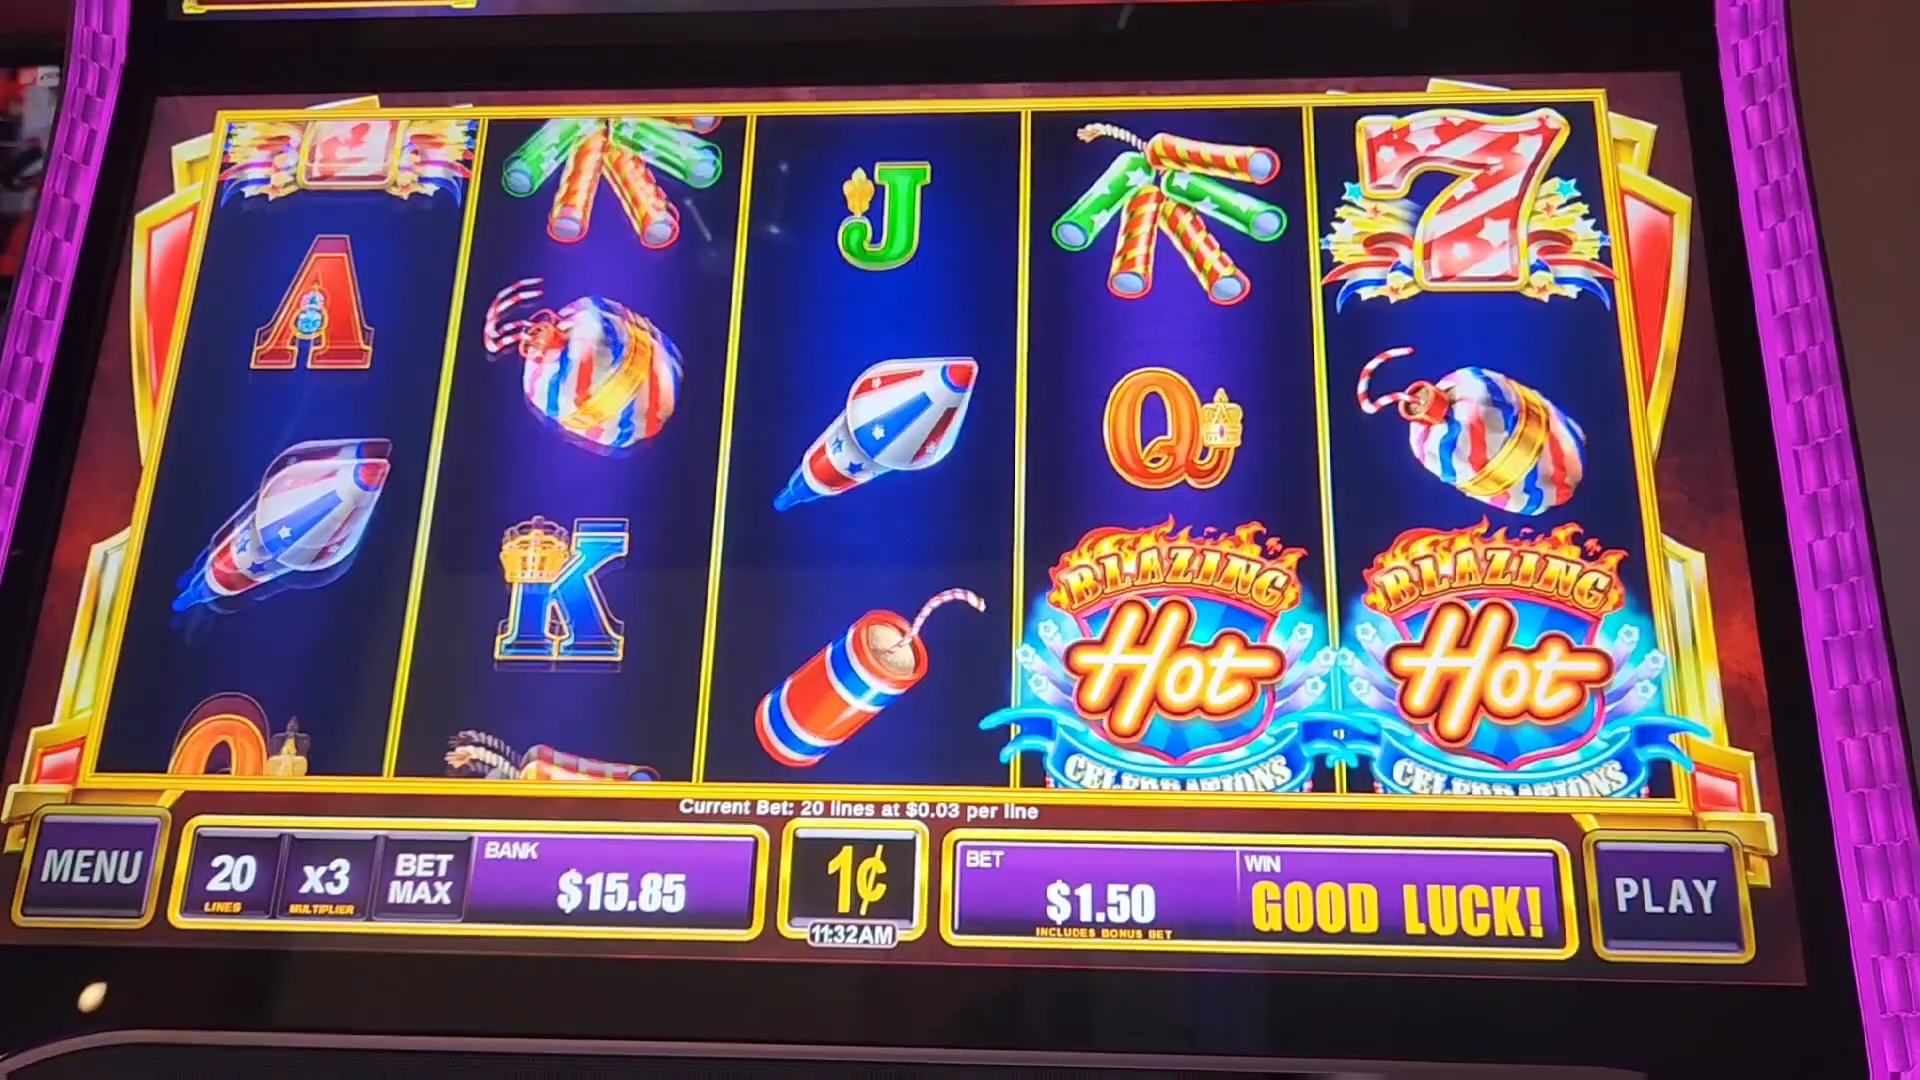 7
J
A
Q
K
BLAZING
Hot
CELEBRATIONS
BLAZING
Hot
CELEBRATIONS
Q
Current Bet: 20 lines at $0.03 per line
MENU
20
LINES
x3
MULTIPLIER
BET
MAX
BANK
$15.85
1¢
11:32AM
BET
$1.50
INCLUDES BONUS BET
WIN
GOOD LUCK!
PLAY